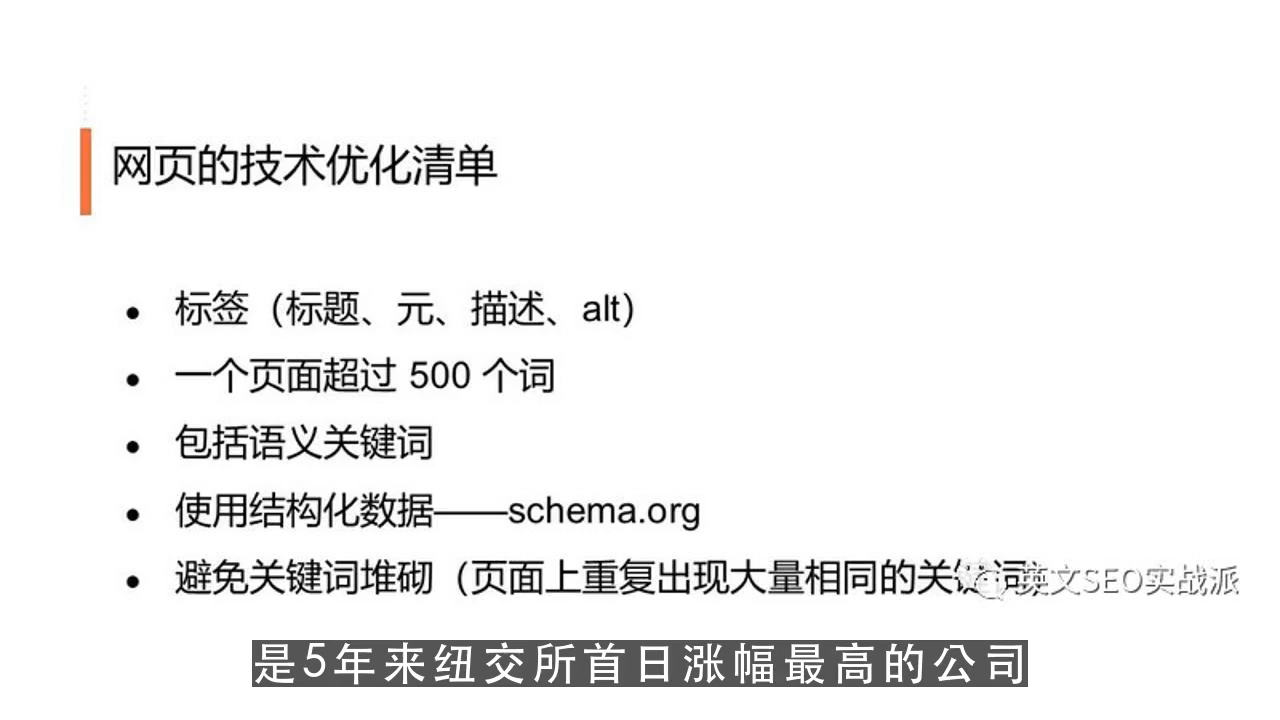 网页的技术优化清单
标签（标题、元、描述、alt）
一个页面超过 500 个词
包括语义关键词
使用结构化数据——schema.org
避免关键词堆砌（页面上重复出现大量相同的关键词
英文SEO实战派
是5年来纽交所首日涨幅最高的公司